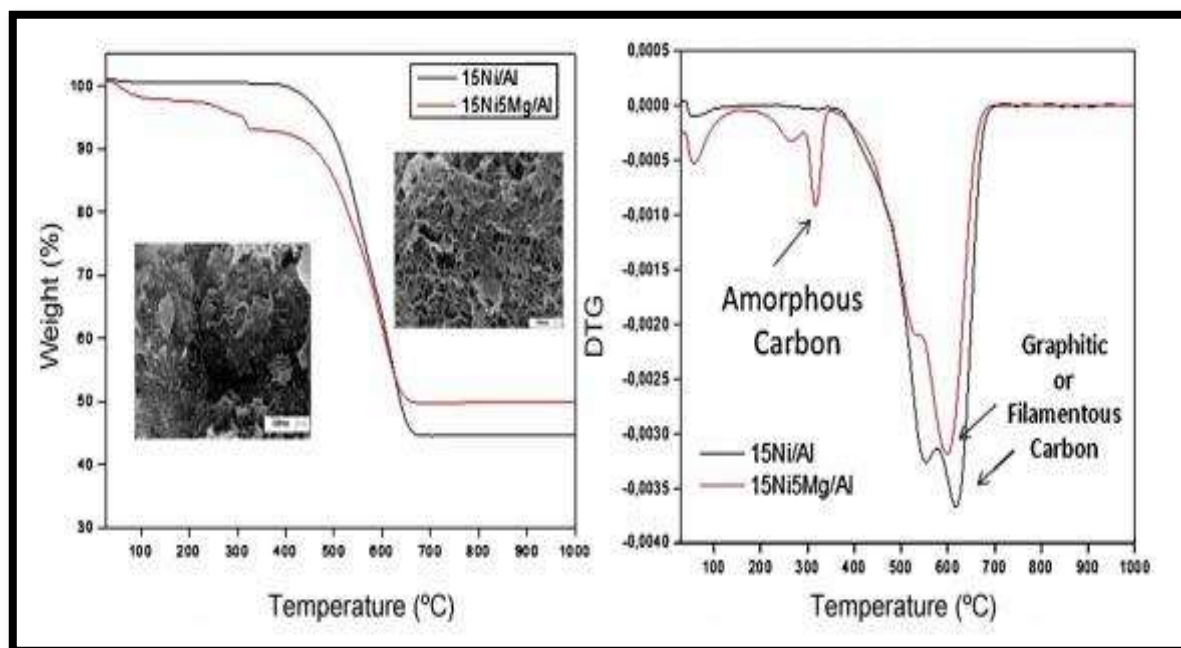 100
90
80
70
60
50
40
30
Weight (%)
15Ni/Al
15Ni5Mg/Al
100 200 300 400 500 600 700 800 900 1000
Temperature (ºC)
0,0005
0,0000
-0,0005
-0,0010
-0,0015
-0,0020
-0,0025
-0,0030
-0,0035
-0,0040
DTG
Amorphous
Carbon
Graphitic
or
Filamentous
Carbon
15Ni/Al
15Ni5Mg/Al
100 200 300 400 500 600 700 800 900 1000
Temperature (ºC)